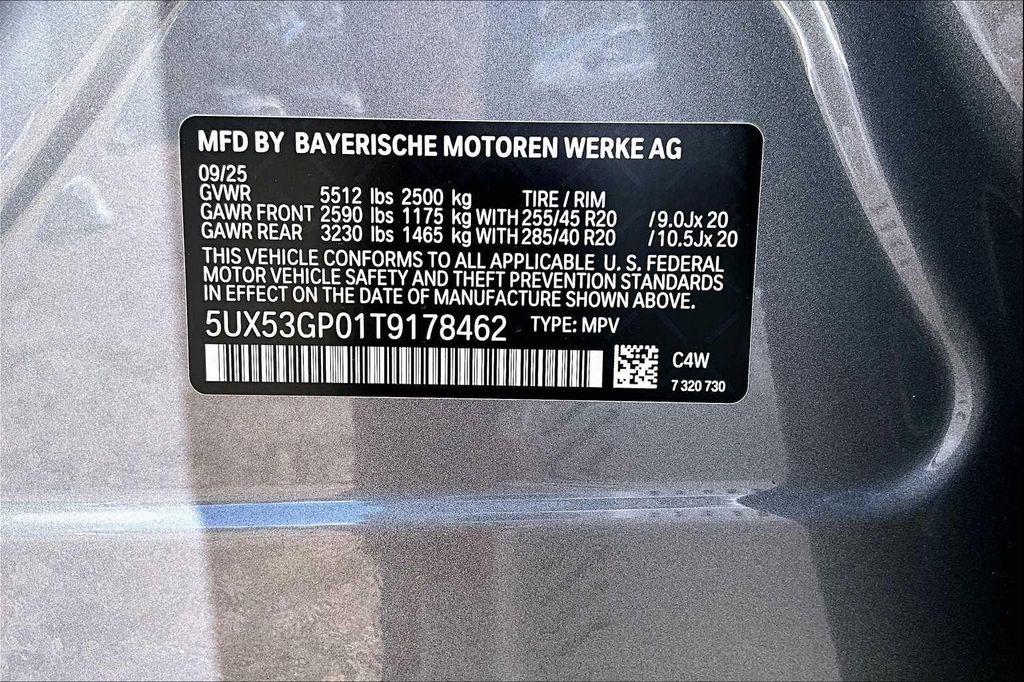 MFD BY BAYERISCHE MOTOREN WERKE AG
09/25
GVWR 5512 lbs 2500 kg TIRE / RIM
GAWR FRONT 2590 lbs 1175 kg WITH 255/45 R20 /9.0Jx 20
GAWR REAR 3230 lbs 1465 kg WITH 285/40 R20 /10.5Jx 20
THIS VEHICLE CONFORMS TO ALL APPLICABLE U. S. FEDERAL
MOTOR VEHICLE SAFETY AND THEFT PREVENTION STANDARDS
IN EFFECT ON THE DATE OF MANUFACTURE SHOWN ABOVE.
5UX53GP01T9178462 TYPE: MPV
C4W
7 320 730